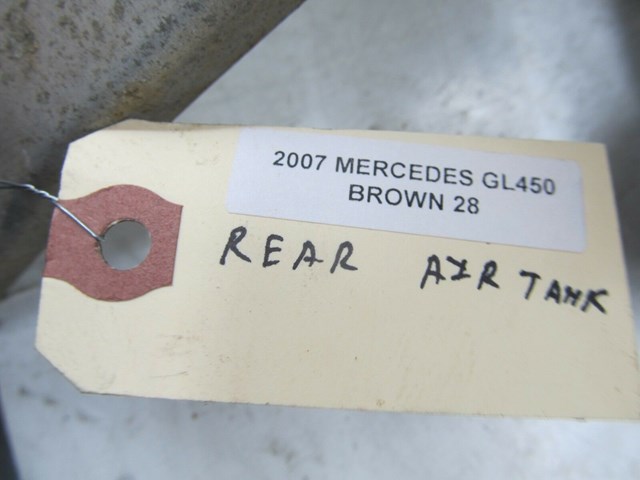 2007 MERCEDES GL450
BROWN 28
REAR AIR TANK